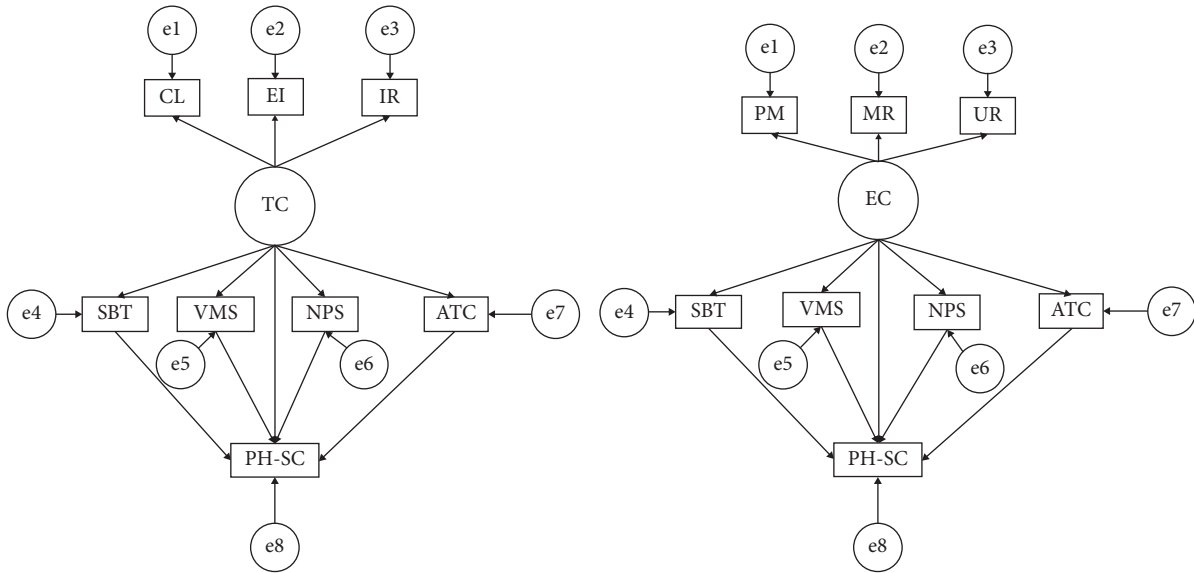 e1
e2
e3
CL
EI
IR
TC
SBT
VMS
NPS
ATC
e4
e5
e6
e7
PH-SC
e8
e1
e2
e3
PM
MR
UR
EC
SBT
VMS
NPS
ATC
e4
e5
e6
e7
PH-SC
e8